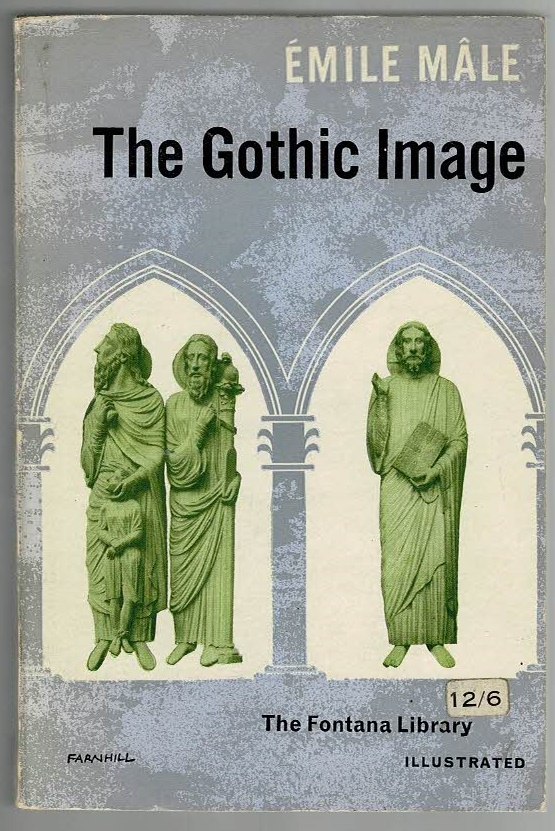 ÉMILE MÂLE
The Gothic Image
12/6
The Fontana Library
FARNHILL
ILLUSTRATED